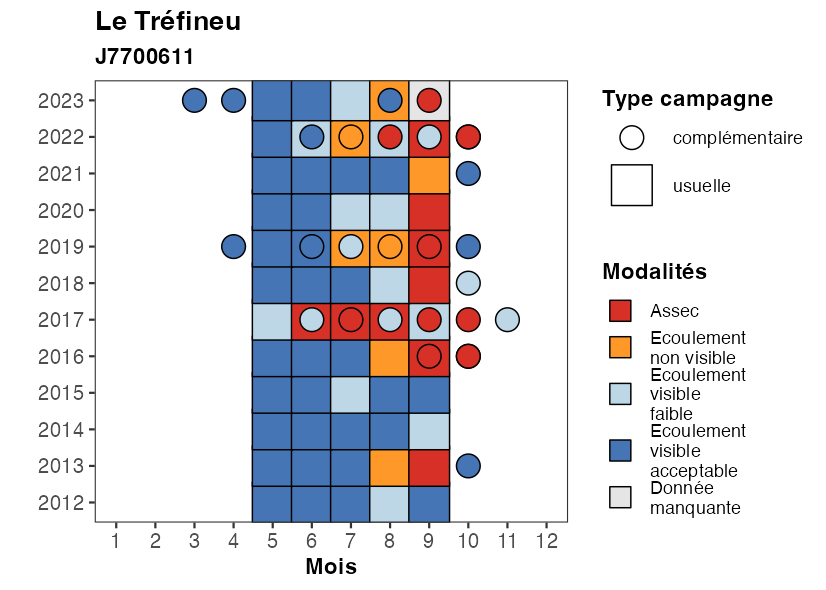 Le Tréfineu
J7700611
2023
2022
2021
2020
2019
2018
2017
2016
2015
2014
2013
2012
1 2 3 4 5 6 7 8 9 10 11 12
Mois
Type campagne
complémentaire
usuelle
Modalités
Assec
Ecoulement
non visible
Ecoulement
visible
faible
Ecoulement
visible
acceptable
Donnée
manquante